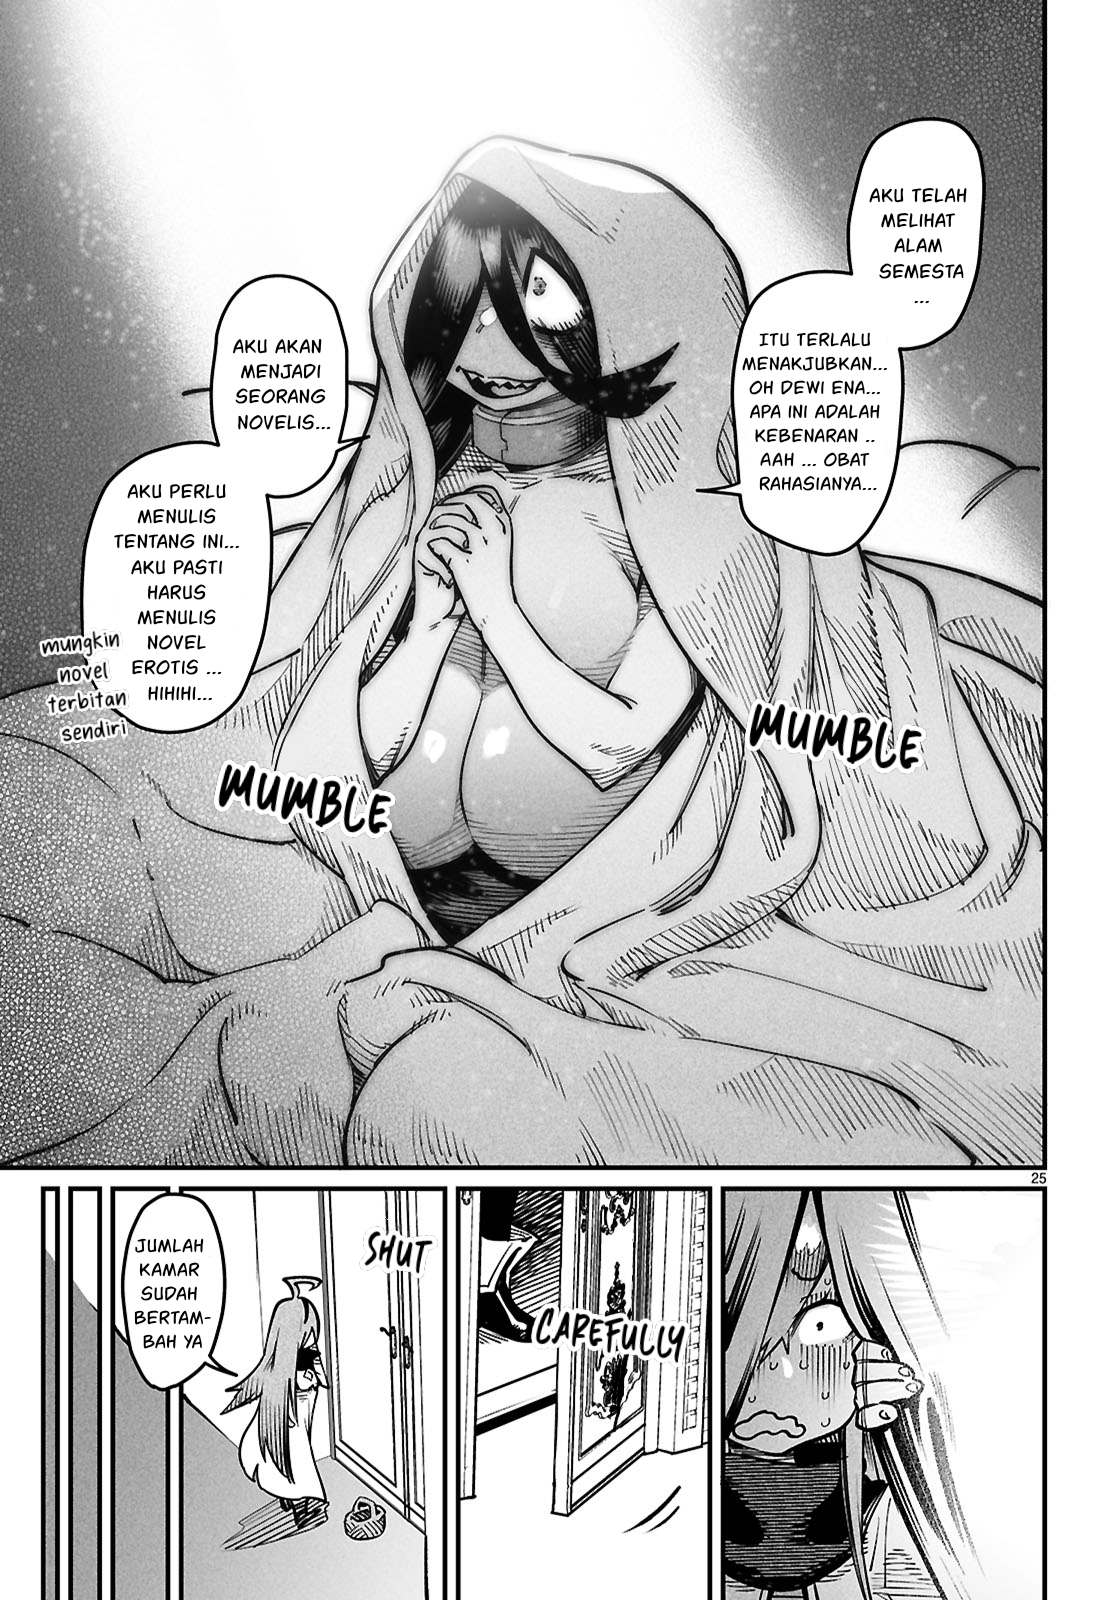 AKU TELAH
MELIHAT
ALAM
SEMESTA
...
ITU TERLALU
MENAKJUBKAN...
OH DEWI ENA...
APA INI ADALAH
KEBENARAN ..
AAH ... OBAT
RAHASIANYA...
AKU AKAN
MENJADI
SEORANG
NOVELIS...
AKU PERLU
MENULIS
TENTANG INI...
AKU PASTI
HARUS
MENULIS
NOVEL
EROTIS ...
HIHIHI...
mungkin
novel
terbitan
sendiri
MUMBLE
MUMBLE
25
CAREFULLY
SHUT
JUMLAH
KAMAR
SUDAH
BERTAM-
BAH YA